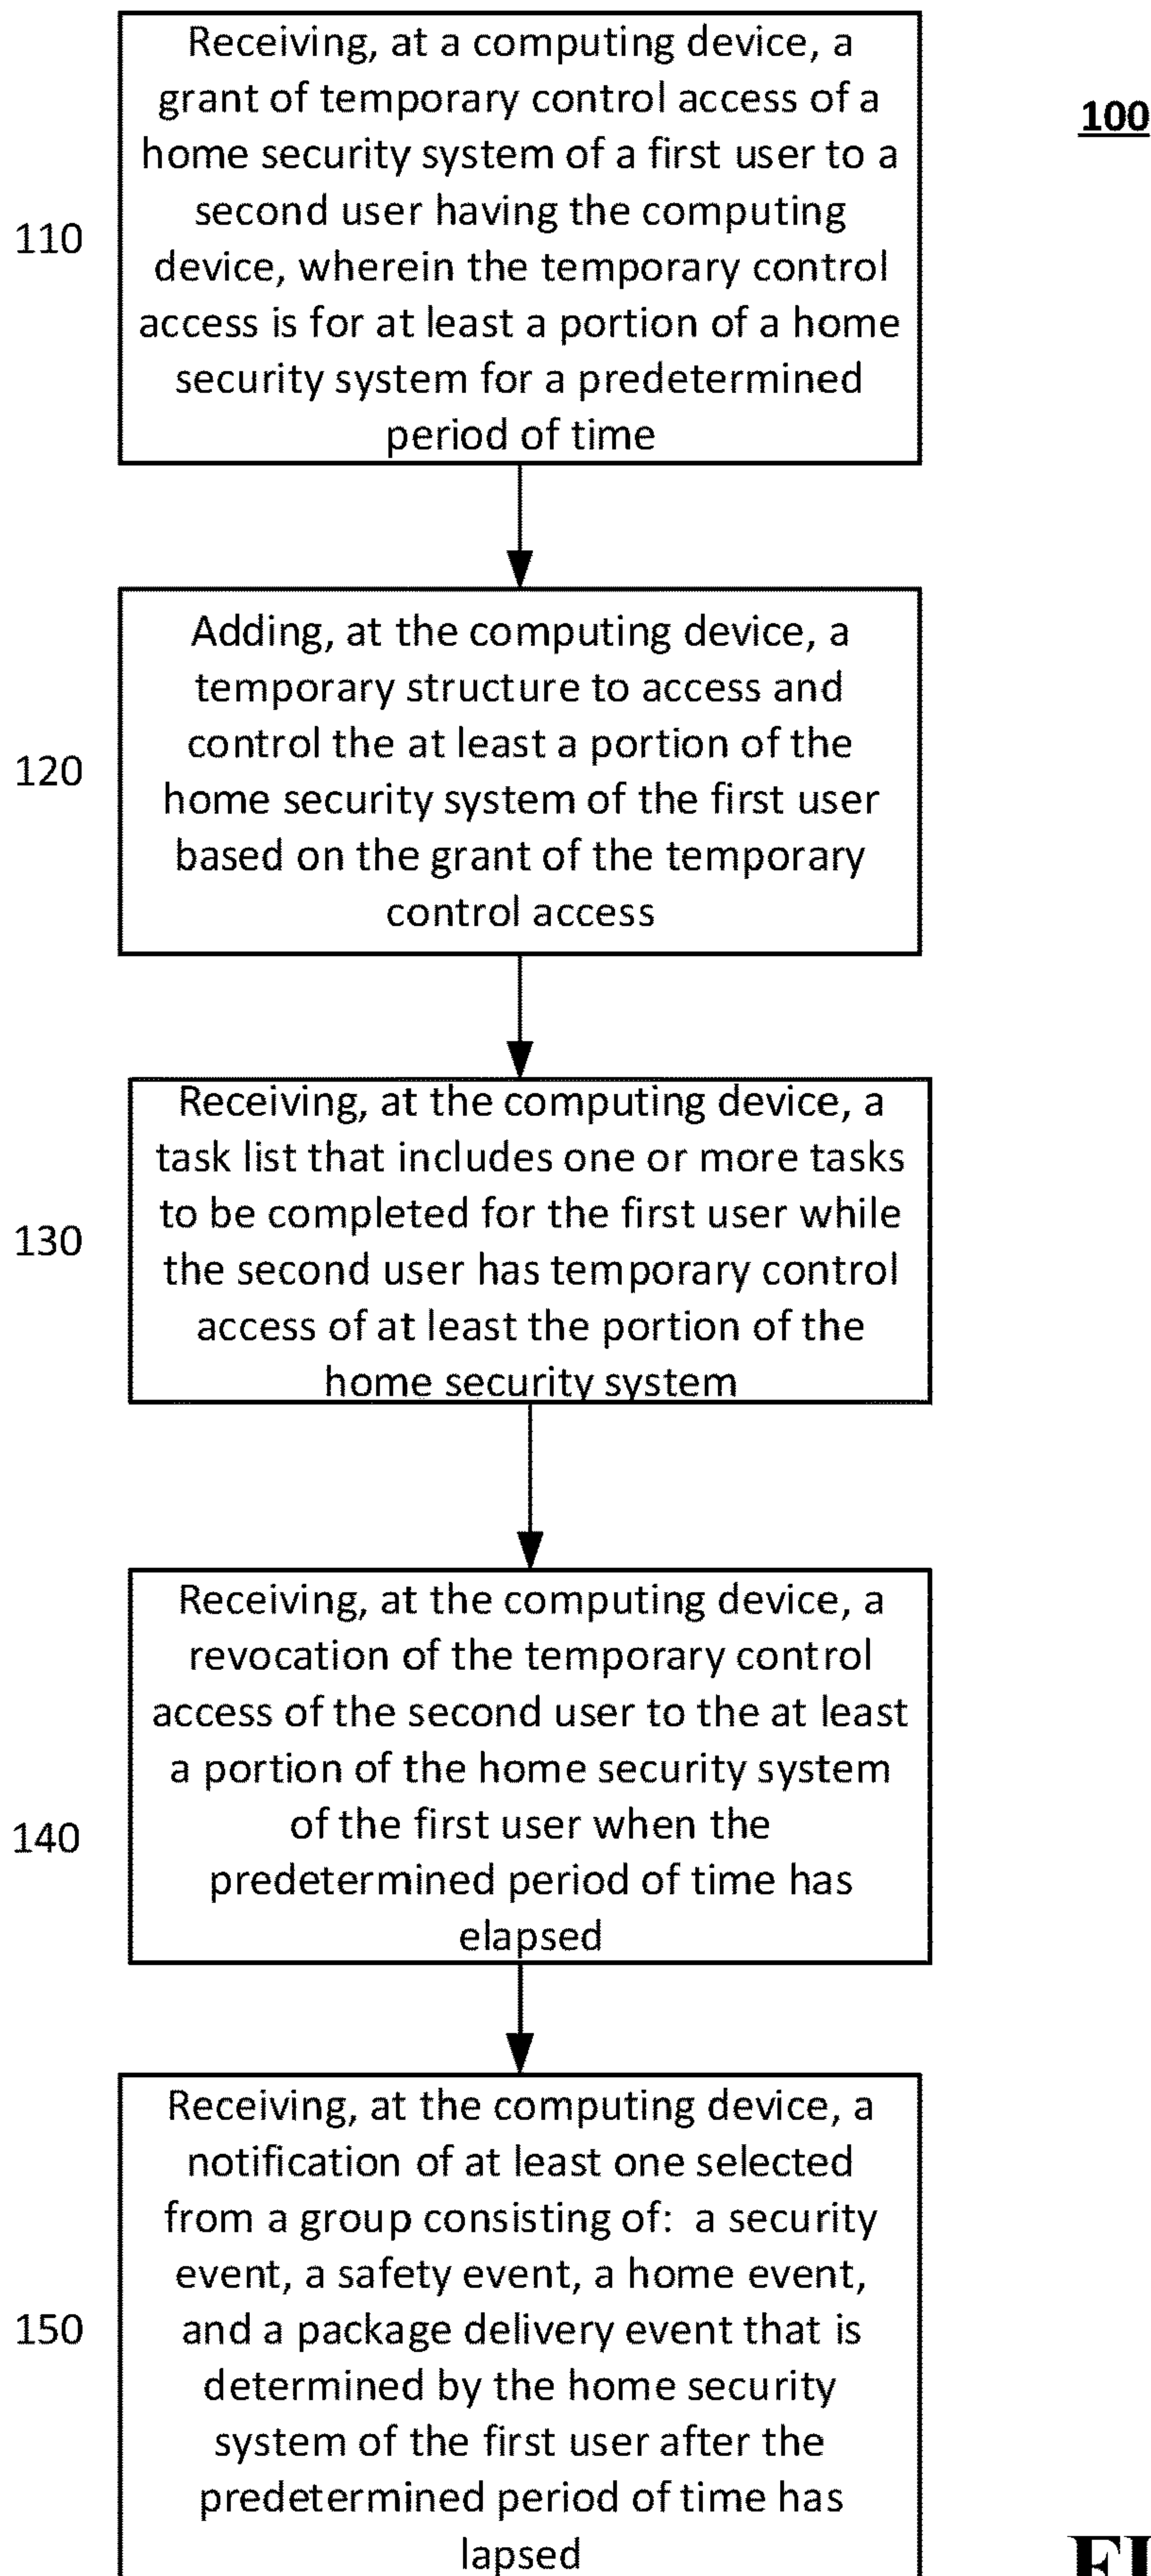 Receiving, at a computing device, a
grant of temporary control access of a
home security system of a first user to a
second user having the computing
device, wherein the temporary control
access is for at least a portion of a home
security system for a predetermined
period of time
100
110
Adding, at the computing device, a
temporary structure to access and
control the at least a portion of the
home security system of the first user
based on the grant of the temporary
control access
120
Receiving, at the computing device, a
task list that includes one or more tasks
to be completed for the first user while
the second user has temporary control
access of at least the portion of the
home security system
130
Receiving, at the computing device, a
revocation of the temporary control
access of the second user to the at least
a portion of the home security system
of the first user when the
predetermined period of time has
elapsed
140
Receiving, at the computing device, a
notification of at least one selected
from a group consisting of:  a security
event, a safety event, a home event,
and a package delivery event that is
determined by the home security
system of the first user after the
predetermined period of time has
lapsed
150